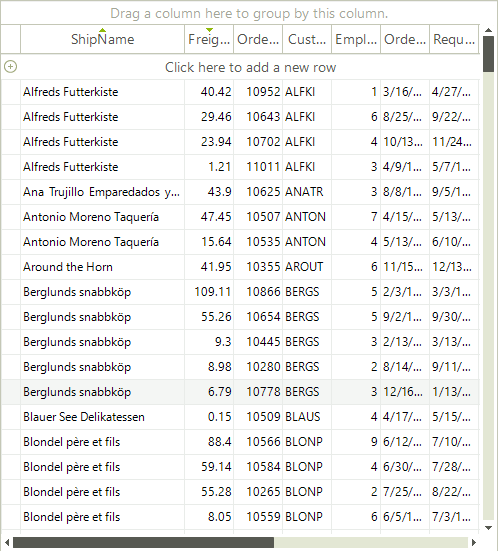 Drag a column here to group by this column.
ShipName Freig... Orde... Cust... Emplo... Orde... Requ...
Click here to add a new row
Alfreds Futterkiste 40.42 10952 ALFKI 1 3/16/... 4/27/...
Alfreds Futterkiste 29.46 10643 ALFKI 6 8/25/... 9/22/...
Alfreds Futterkiste 23.94 10702 ALFKI 4 10/13... 11/24...
Alfreds Futterkiste 1.21 11011 ALFKI 3 4/9/1... 5/7/1...
Ana Trujillo Emparedados y... 43.9 10625 ANATR 3 8/8/1... 9/5/1...
Antonio Moreno Taquería 47.45 10507 ANTON 7 4/15/... 5/13/...
Antonio Moreno Taquería 15.64 10535 ANTON 4 5/13/... 6/10/...
Around the Horn 41.95 10355 AROUT 6 11/15... 12/13...
Berglunds snabbköp 109.11 10866 BERGS 5 2/3/1... 3/3/1...
Berglunds snabbköp 55.26 10654 BERGS 5 9/2/1... 9/30/...
Berglunds snabbköp 9.3 10445 BERGS 3 2/13/... 3/13/...
Berglunds snabbköp 8.98 10280 BERGS 2 8/14/... 9/11/...
Berglunds snabbköp 6.79 10778 BERGS 3 12/16... 1/13/...
Blauer See Delikatessen 0.15 10509 BLAUS 4 4/17/... 5/15/...
Blondel père et fils 88.4 10566 BLONP 9 6/12/... 7/10/...
Blondel père et fils 59.14 10584 BLONP 4 6/30/... 7/28/...
Blondel père et fils 55.28 10265 BLONP 2 7/25/... 8/22/...
Blondel père et fils 8.05 10559 BLONP 6 6/5/1... 7/3/1...